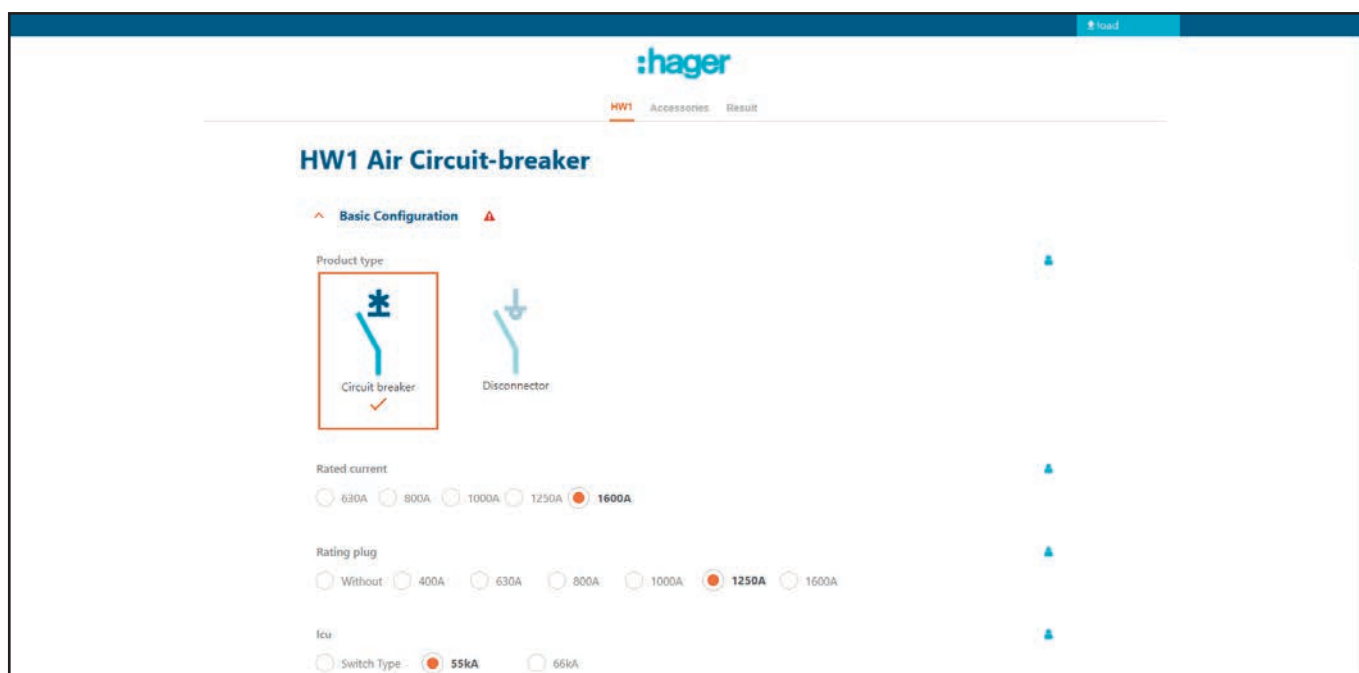 load
:hager
HW1 Accessories Result
HW1 Air Circuit-breaker
Basic Configuration
Product type
Circuit breaker Disconnector
Rated current
630A 800A 1000A 1250A 1600A
Rating plug
Without 400A 630A 800A 1000A 1250A 1600A
Icu
Switch Type 55kA 66kA